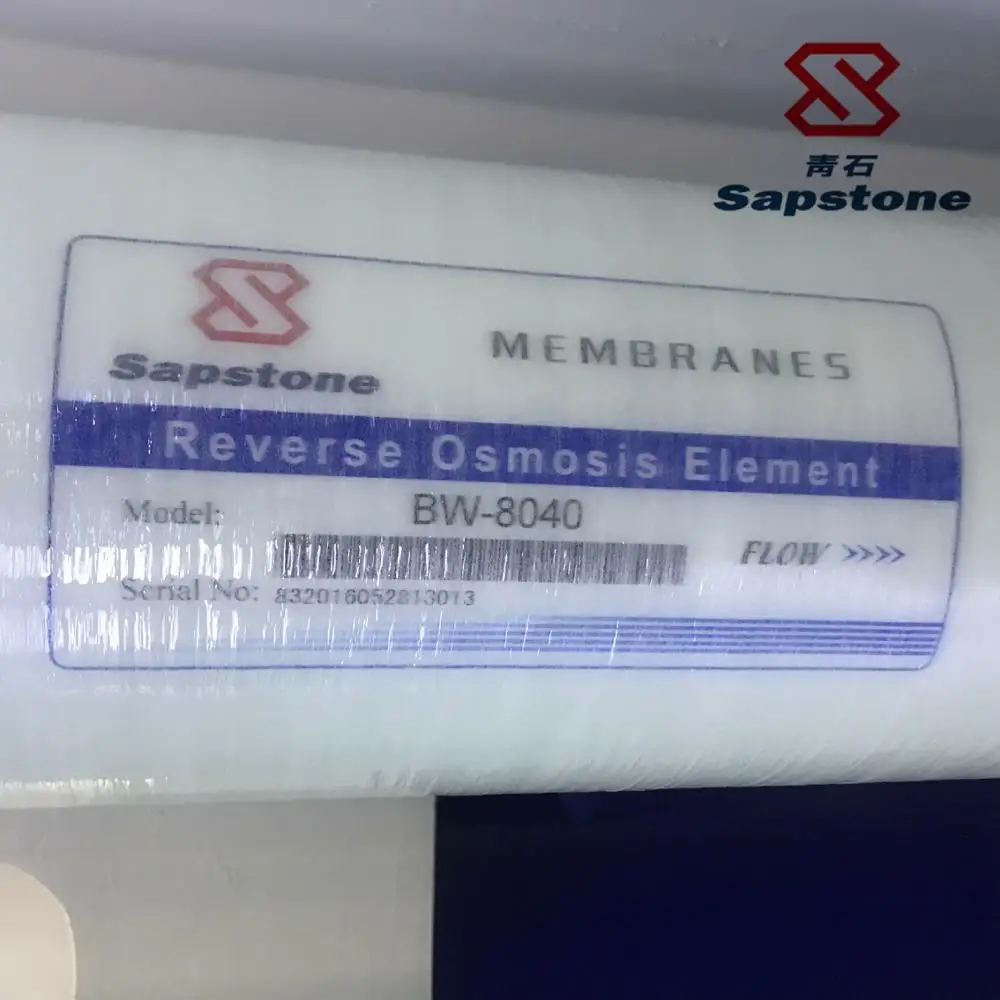 青石
Sapstone
Sapstone
MEMBRANES
Reverse Osmosis Element
Model: BW-8040
FLOW >>>>
Serial No: 832016052813013